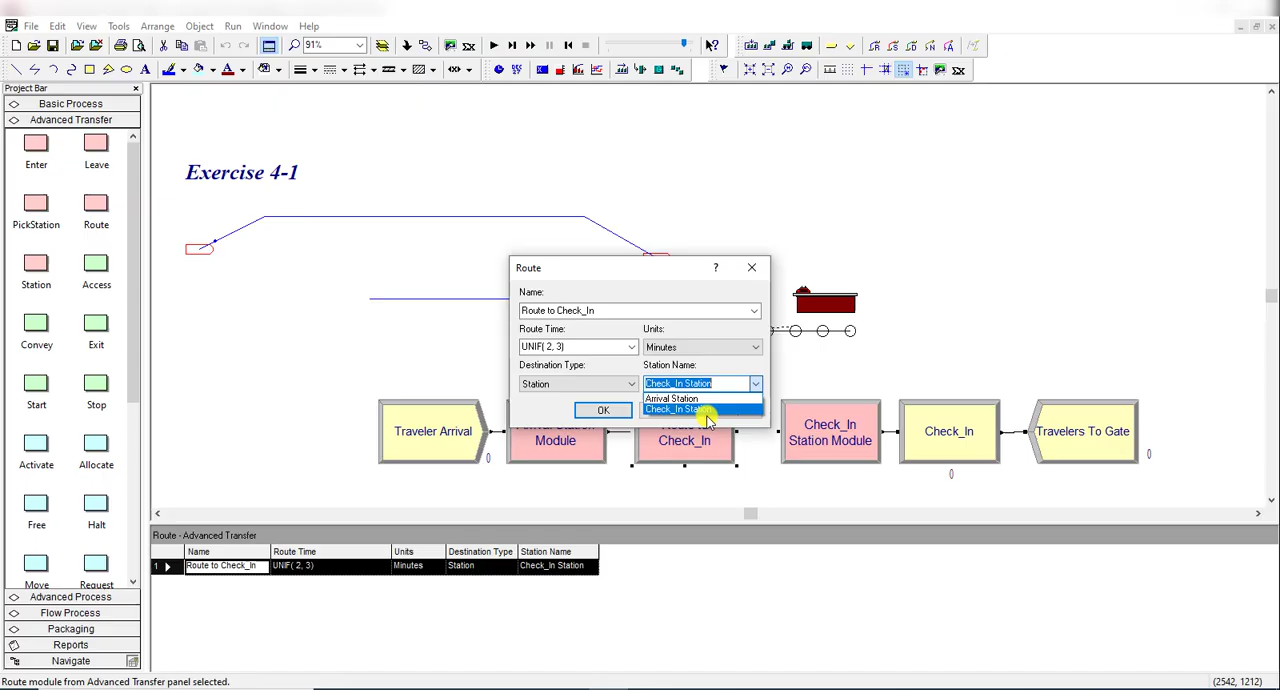 File Edit View Tools Arrange Object Run Window Help
91%
Project Bar
Basic Process
Advanced Transfer
Enter Leave
PickStation Route
Station Access
Convey Exit
Start Stop
Activate Allocate
Free Halt
Move Request
Advanced Process
Flow Process
Packaging
Reports
Navigate
Exercise 4-1
Route
Name:
Route to Check_In
Route Time: Units:
UNIF( 2, 3) Minutes
Destination Type: Station Name:
Station Check_In Station
Arrival Station
Check_In Station
OK
Traveler Arrival
0
Module
Check_In
Check_In
Station Module
Check_In
0
Travelers To Gate
0
Route - Advanced Transfer
Name Route Time Units Destination Type Station Name
1 Route to Check_In UNIF( 2, 3) Minutes Station Check_In Station
Route module from Advanced Transfer panel selected. (2542, 1212)